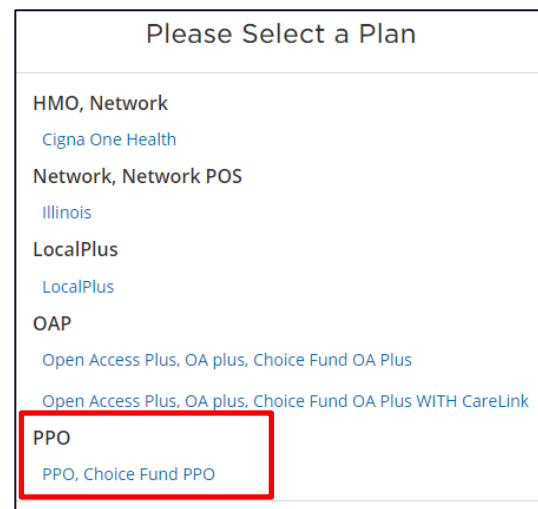 Please Select a Plan
HMO, Network
Cigna One Health
Network, Network POS
Illinois
LocalPlus
LocalPlus
OAP
Open Access Plus, OA plus, Choice Fund OA Plus
Open Access Plus, OA plus, Choice Fund OA Plus WITH CareLink
PPO
PPO, Choice Fund PPO